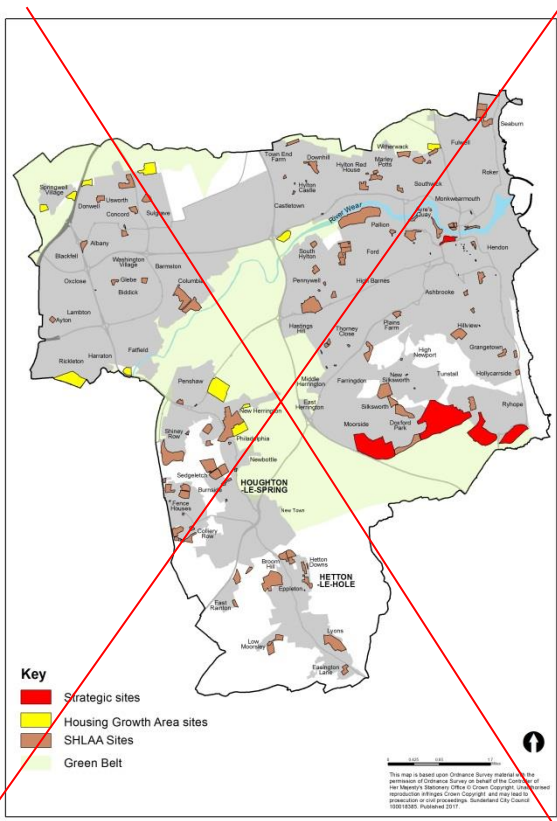 Seaburn
Witherwack
Fulwell
Town End
Farm
Downhill
Marley
Potts
Hylton Red
House
Roker
Springwell
Village
Hylton
Castle
Southwick
Usworth
Donwell
Concord
Sulgrave
Castletown
Monkwearmouth
River Wear
Pallion
Albany
South
Hylton
Ford
Hendon
Blackfell
Washington
Village
Barmston
Pennywell
High Barnes
Oxclose
Glebe
Columbia
Biddick
Ashbrooke
Lambton
Ayton
Hastings
Hill
Thorney
Close
Plains
Farm
Hillview
Rickleton
Harraton
Fatfield
High
Newport
Grangetown
Middle
Herrington
Farringdon
New
Silksworth
Tunstall
Hollycarrside
Penshaw
Silksworth
New Herrington
East
Herrington
Doxford
Park
Ryhope
Moorside
Shiney
Row
Philadelphia
Newbottle
Sedgeletch
HOUGHTON
-LE-SPRING
Burnside
Fence
Houses
New Town
Colliery
Row
Broom
Hill
Hetton
Downs
HETTON
-LE-HOLE
Eppleton
East
Rainton
Low
Moorsley
Lyons
Easington
Lane
Key
Strategic sites
Housing Growth Area sites
SHLAA Sites
Green Belt
This map is based upon Ordnance Survey material with the
permission of Ordnance Survey on behalf of the Controller of
Her Majesty's Stationery Office © Crown Copyright. Unauthorised
reproduction infringes Crown Copyright and may lead to
prosecution or civil proceedings. Sunderland City Council
100018385. Published 2017.